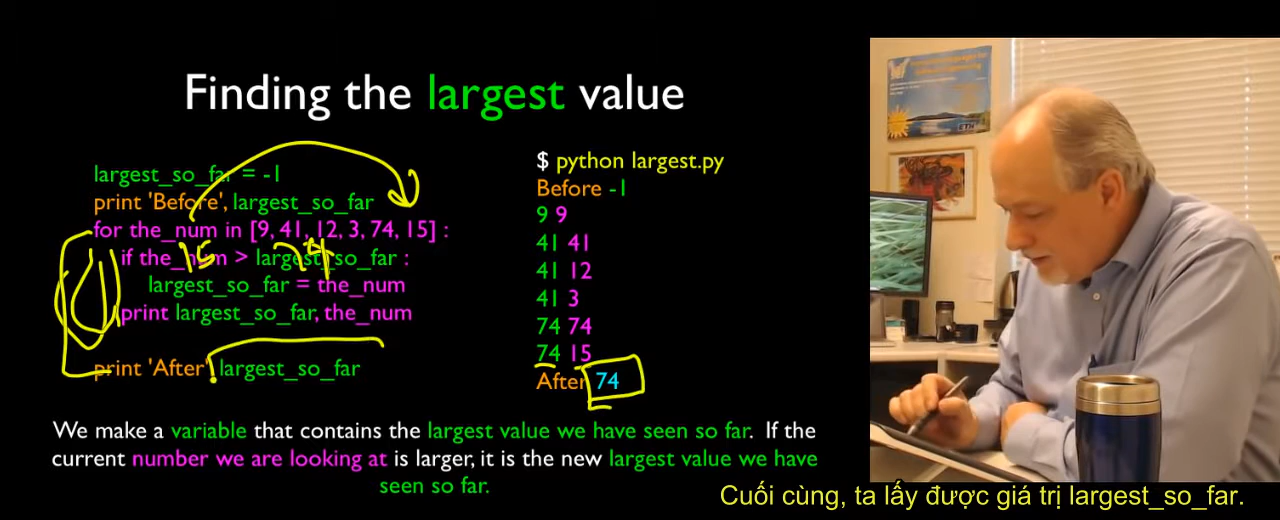 Finding the largest value
largest_so_far = -1
print 'Before', largest_so_far
for the_num in [9, 41, 12, 3, 74, 15] :
if the_num > largest_so_far :
15 74
largest_so_far = the_num
print largest_so_far, the_num
print 'After', largest_so_far
$ python largest.py
Before -1
9 9
41 41
41 12
41 3
74 74
74 15
After 74
We make a variable that contains the largest value we have seen so far. If the
current number we are looking at is larger, it is the new largest value we have
seen so far.
ETH
Cuối cùng, ta lấy được giá trị largest_so_far.